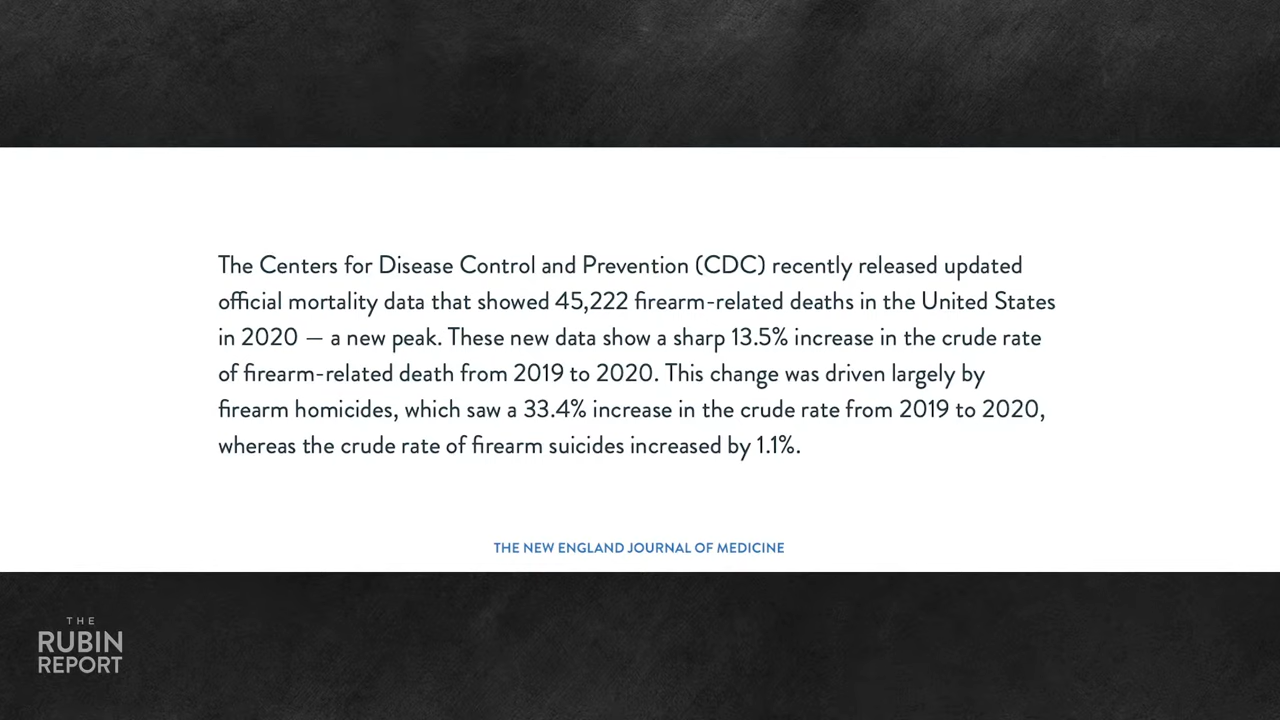 The Centers for Disease Control and Prevention (CDC) recently released updated
official mortality data that showed 45,222 firearm-related deaths in the United States
in 2020 — a new peak. These new data show a sharp 13.5% increase in the crude rate
of firearm-related death from 2019 to 2020. This change was driven largely by
firearm homicides, which saw a 33.4% increase in the crude rate from 2019 to 2020,
whereas the crude rate of firearm suicides increased by 1.1%.
THE NEW ENGLAND JOURNAL OF MEDICINE
THE
RUBIN
REPORT